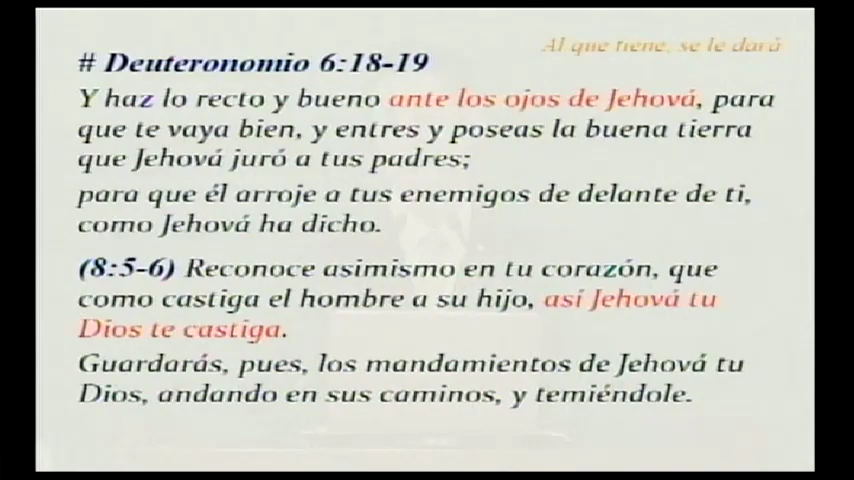 Al que tiene, se le dará
# Deuteronomio 6:18-19
Y haz lo recto y bueno ante los ojos de Jehová, para
que te vaya bien, y entres y poseas la buena tierra
que Jehová juró a tus padres;
para que él arroje a tus enemigos de delante de ti,
como Jehová ha dicho.
(8:5-6) Reconoce asimismo en tu corazón, que
como castiga el hombre a su hijo, así Jehová tu
Dios te castiga.
Guardarás, pues, los mandamientos de Jehová tu
Dios, andando en sus caminos, y temiéndole.